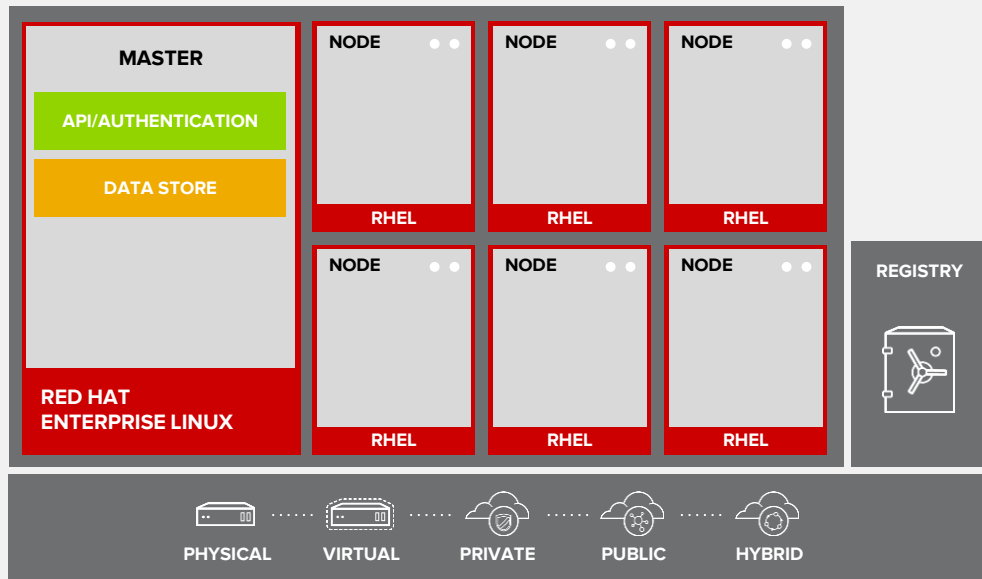 MASTER
API/AUTHENTICATION
DATA STORE
RED HAT
ENTERPRISE LINUX
NODE
RHEL
NODE
RHEL
NODE
RHEL
NODE
RHEL
NODE
RHEL
NODE
RHEL
REGISTRY
PHYSICAL
VIRTUAL
PRIVATE
PUBLIC
HYBRID